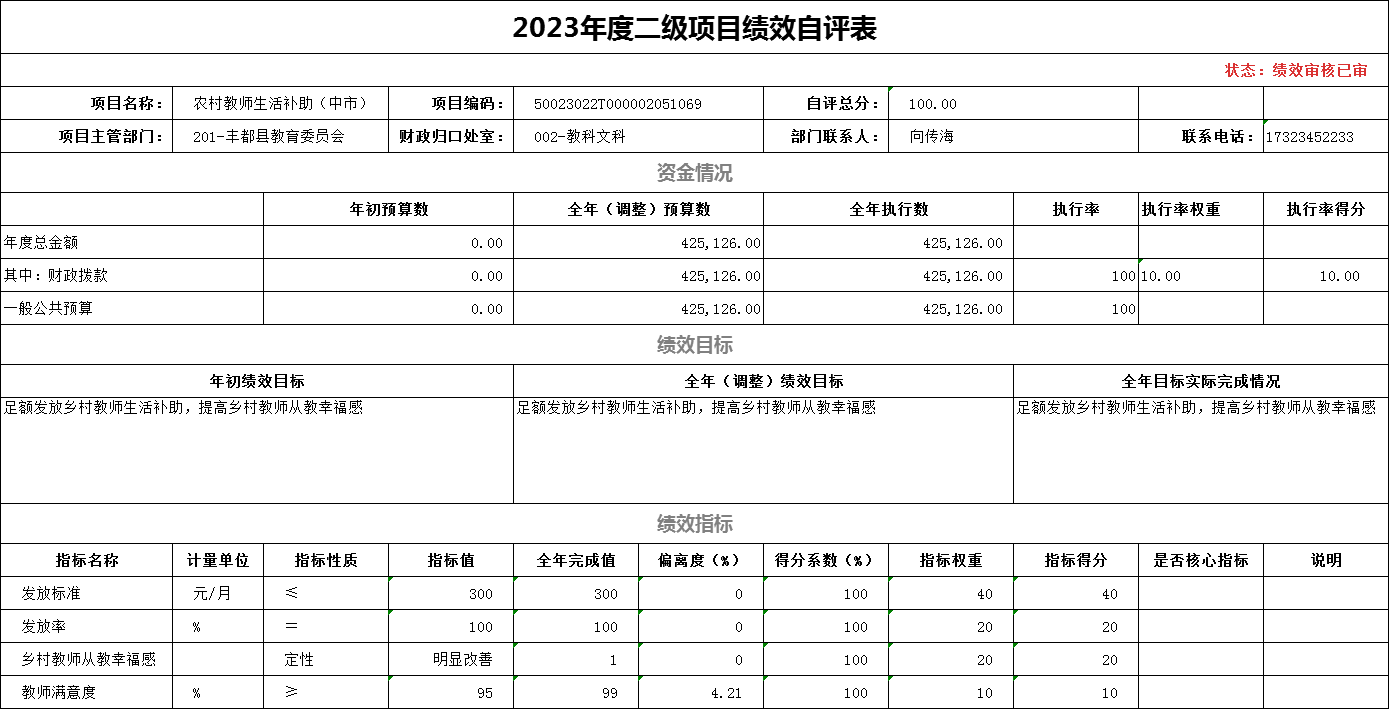 2023年度二级项目绩效自评表
状态：绩效审核已审
项目名称： 农村教师生活补助（中市） 项目编码： 50023022T000002051069 自评总分： 100.00
项目主管部门： 201-丰都县教育委员会 财政归口处室： 002-教科文科 部门联系人： 向传海 联系电话： 17323452233
资金情况
年初预算数 全年（调整）预算数 全年执行数 执行率 执行率权重 执行率得分
年度总金额 0.00 425,126.00 425,126.00
其中：财政拨款 0.00 425,126.00 425,126.00 100 10.00 10.00
一般公共预算 0.00 425,126.00 425,126.00 100
绩效目标
年初绩效目标 全年（调整）绩效目标 全年目标实际完成情况
足额发放乡村教师生活补助，提高乡村教师从教幸福感 足额发放乡村教师生活补助，提高乡村教师从教幸福感 足额发放乡村教师生活补助，提高乡村教师从教幸福感
绩效指标
指标名称 计量单位 指标性质 指标值 全年完成值 偏离度（%） 得分系数（%） 指标权重 指标得分 是否核心指标 说明
发放标准 元/月 ≤ 300 300 0 100 40 40
发放率 % ＝ 100 100 0 100 20 20
乡村教师从教幸福感 定性 明显改善 1 0 100 20 20
教师满意度 % ≥ 95 99 4.21 100 10 10